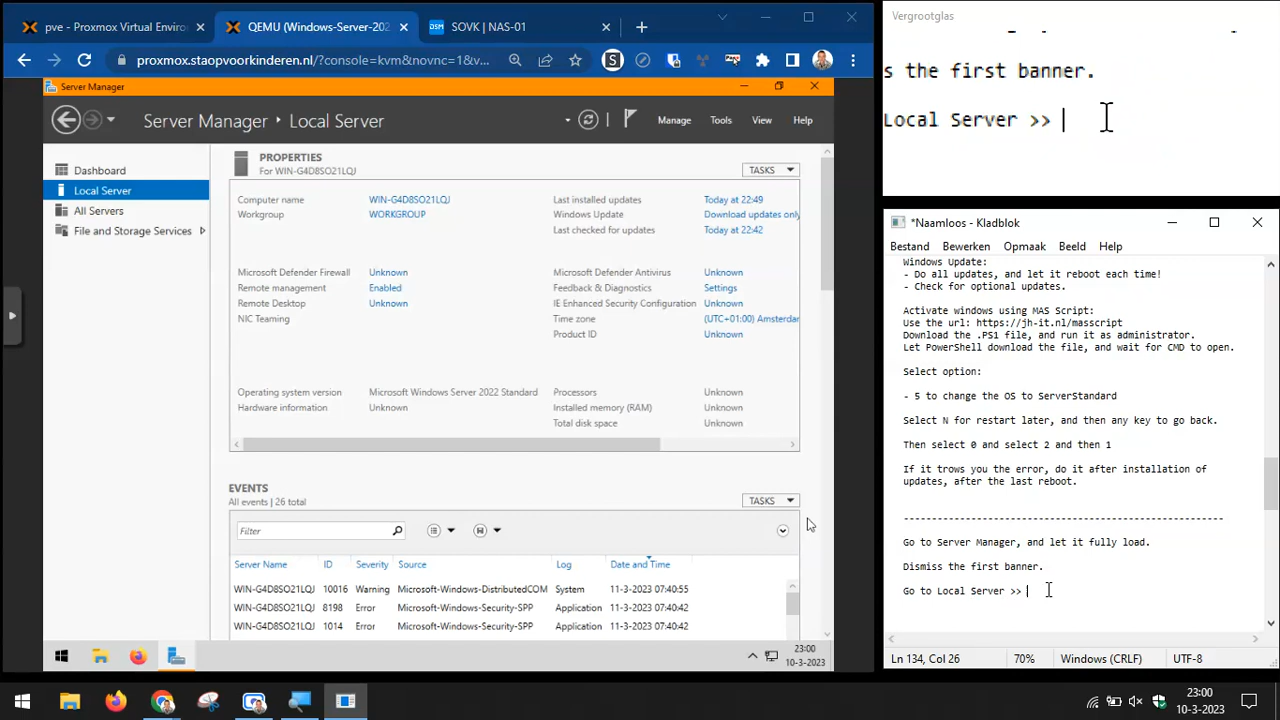 pve - Proxmox Virtual Enviro
QEMU (Windows-Server-202
SOVK | NAS-01
proxmox.staopvoorkinderen.nl/?console=kvm&novnc=1&v...
Server Manager
Server Manager
Local Server
Manage
Tools
View
Help
Dashboard
Local Server
All Servers
File and Storage Services
PROPERTIES
For WIN-G4D8SO21LQJ
TASKS
Computer name
WIN-G4D8SO21LQJ
Last installed updates
Today at 22:49
Workgroup
WORKGROUP
Windows Update
Download updates only
Last checked for updates
Today at 22:42
Microsoft Defender Firewall
Unknown
Microsoft Defender Antivirus
Unknown
Remote management
Enabled
Feedback & Diagnostics
Settings
Remote Desktop
Unknown
IE Enhanced Security Configuration
Unknown
NIC Teaming
Time zone
(UTC+01:00) Amsterdar
Product ID
Unknown
Operating system version
Microsoft Windows Server 2022 Standard
Processors
Unknown
Hardware information
Unknown
Installed memory (RAM)
Unknown
Total disk space
Unknown
EVENTS
All events | 26 total
TASKS
Filter
Server Name ID Severity Source Log Date and Time
WIN-G4D8SO21LQJ 10016 Warning Microsoft-Windows-DistributedCOM System 11-3-2023 07:40:55
WIN-G4D8SO21LQJ 8198 Error Microsoft-Windows-Security-SPP Application 11-3-2023 07:40:42
WIN-G4D8SO21LQJ 1014 Error Microsoft-Windows-Security-SPP Application 11-3-2023 07:40:42
23:00
10-3-2023
Vergrootglas
s the first banner.
Local Server >>
*Naamloos - Kladblok
Bestand
Bewerken
Opmaak
Beeld
Help
Windows Update:
- Do all updates, and let it reboot each time!
- Check for optional updates.
Activate windows using MAS Script:
Use the url: https://jh-it.nl/masscript
Download the .PS1 file, and run it as administrator.
Let PowerShell download the file, and wait for CMD to open.
Select option:
- 5 to change the OS to ServerStandard
Select N for restart later, and then any key to go back.
Then select 0 and select 2 and then 1
If it trows you the error, do it after installation of
updates, after the last reboot.
---------------------------------------------------------
Go to Server Manager, and let it fully load.
Dismiss the first banner.
Go to Local Server >>
Ln 134, Col 26
70%
Windows (CRLF)
UTF-8
23:00
10-3-2023